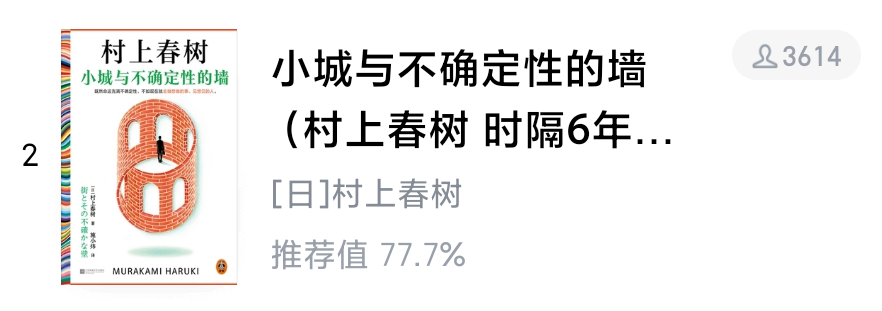 2
村上春树
小城与不确定性的墙
[日]村上春树 著
施小炜 译
街とその不確かな壁
MURAKAMI HARUKI
小城与不确定性的墙
(村上春树 时隔6年...
[日]村上春树
推荐值 77.7%
3614